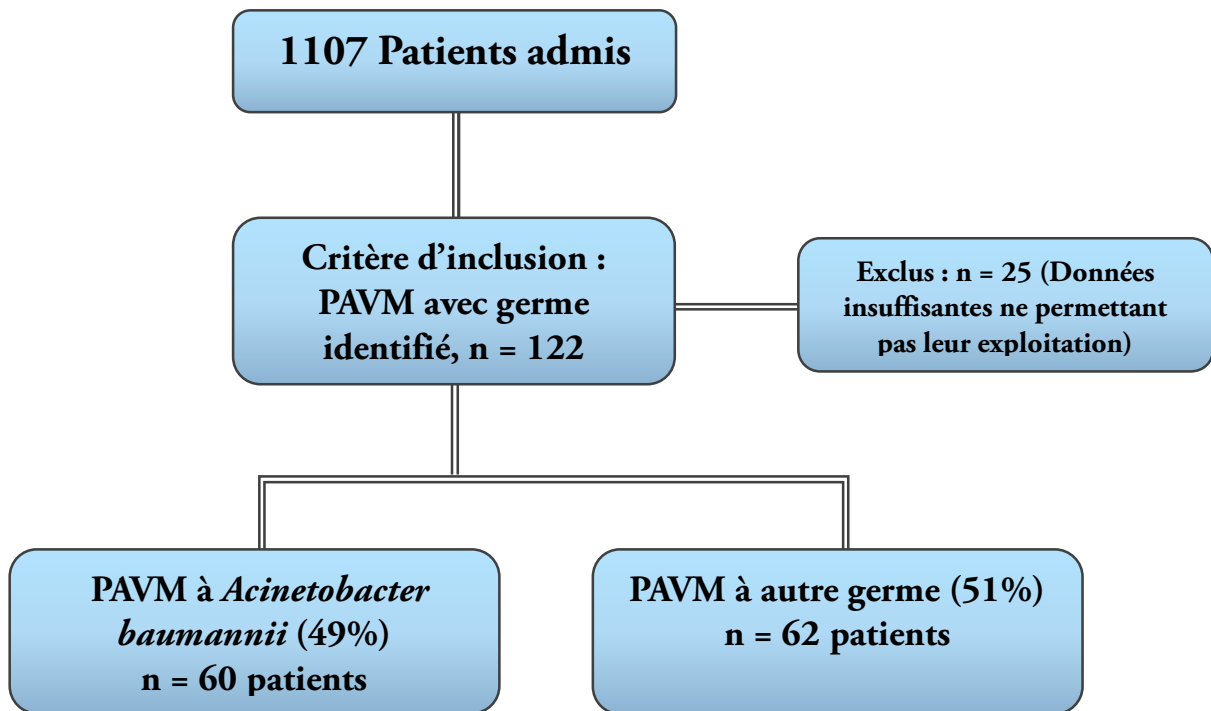 1107 Patients admis
Critère d’inclusion :
PAVM avec germe
identifié, n = 122
Exclus : n = 25 (Données
insuffisantes ne permettant
pas leur exploitation)
PAVM à Acinetobacter
baumannii (49%)
n = 60 patients
PAVM à autre germe (51%)
n = 62 patients